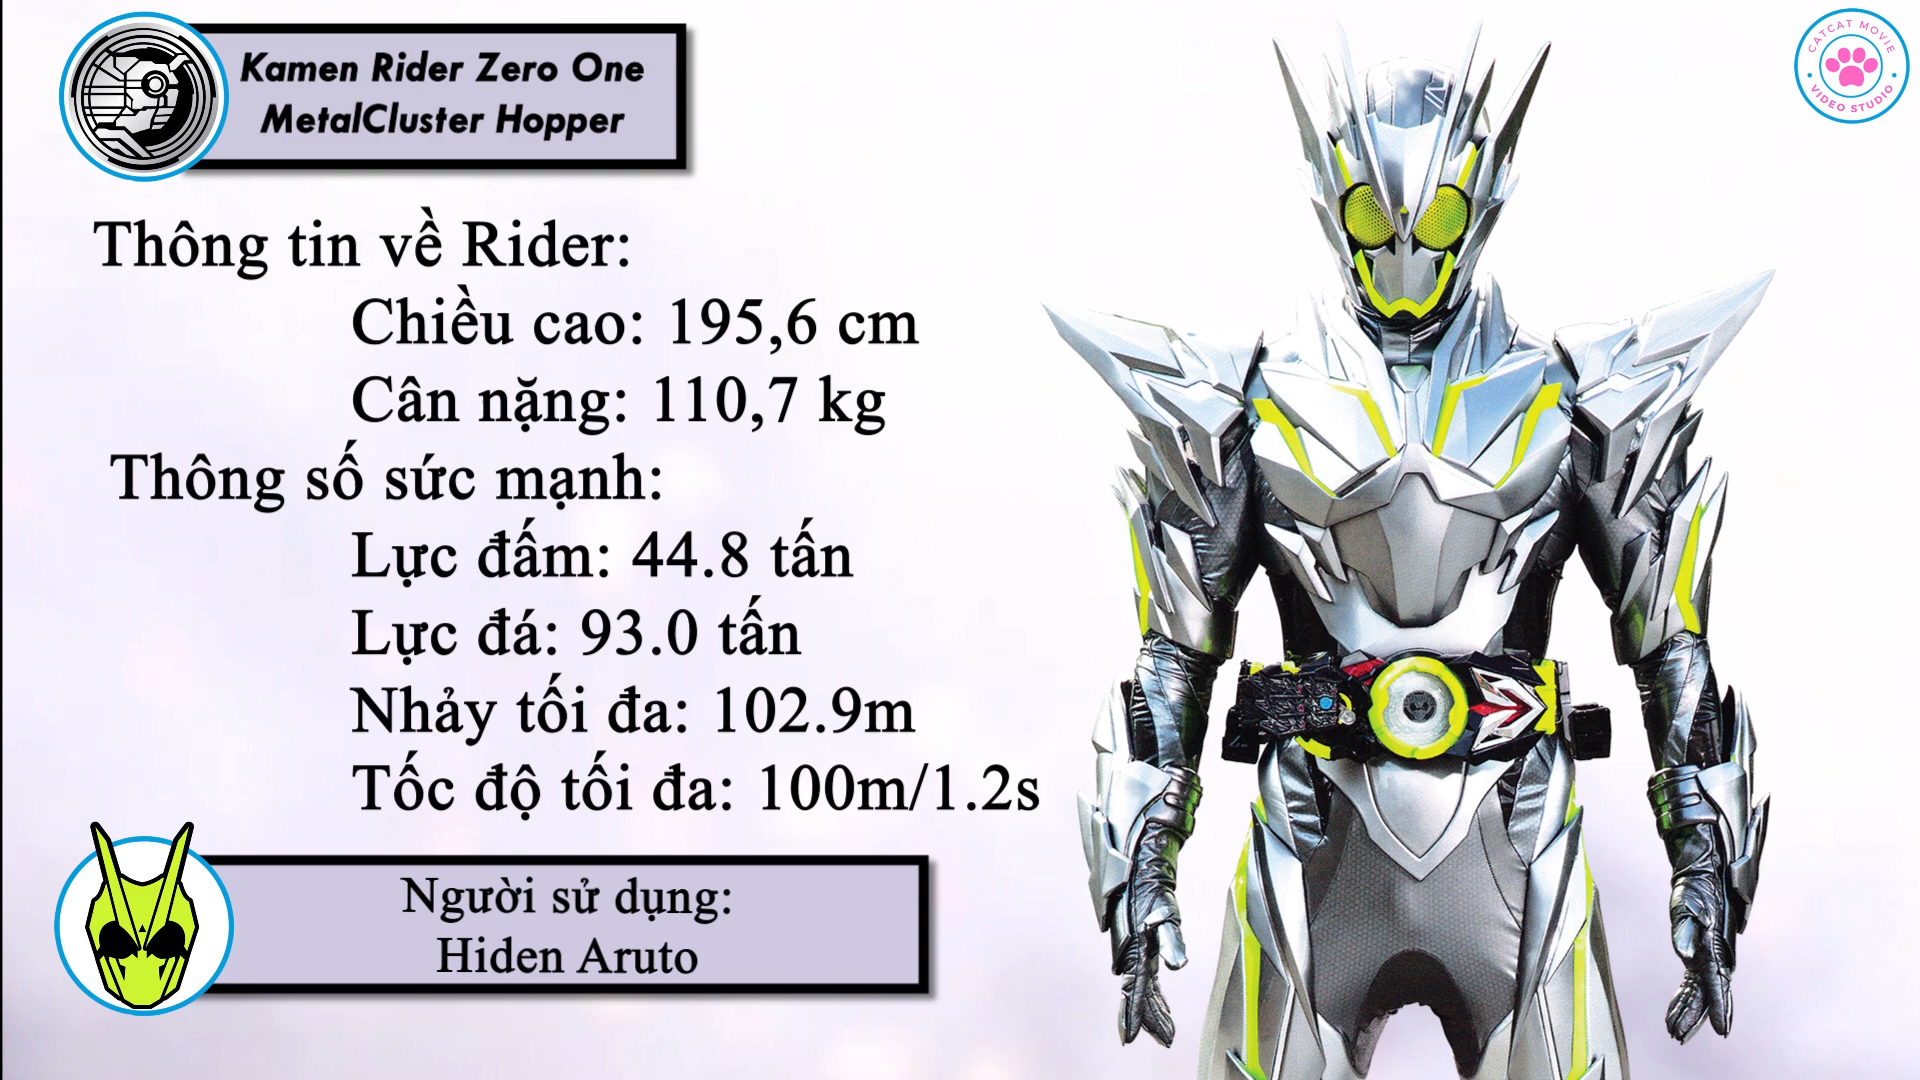 Kamen Rider Zero One
MetalCluster Hopper
CATCAT MOVIE
VIDEO STUDIO
Thông tin về Rider:
Chiều cao: 195,6 cm
Cân nặng: 110,7 kg
Thông số sức mạnh:
Lực đấm: 44.8 tấn
Lực đá: 93.0 tấn
Nhảy tối đa: 102.9m
Tốc độ tối đa: 100m/1.2s
Người sử dụng:
Hiden Aruto